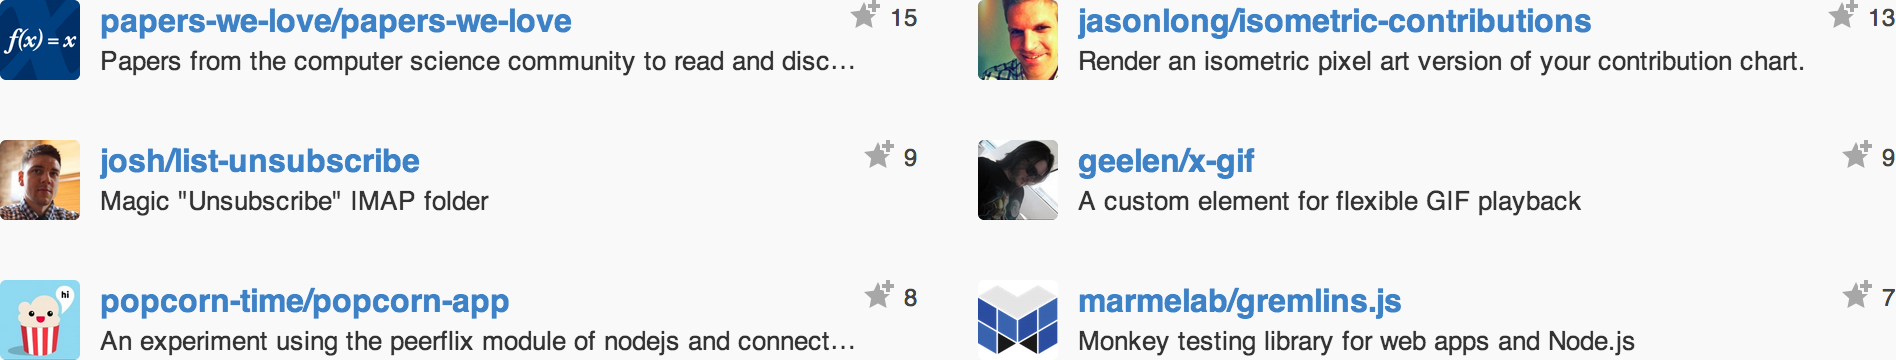 f(x) = x
papers-we-love/papers-we-love
15
Papers from the computer science community to read and disc...
jasonlong/isometric-contributions
13
Render an isometric pixel art version of your contribution chart.
josh/list-unsubscribe
9
Magic "Unsubscribe" IMAP folder
geelen/x-gif
9
A custom element for flexible GIF playback
hi
popcorn-time/popcorn-app
8
An experiment using the peerflix module of nodejs and connect...
marmelab/gremlins.js
7
Monkey testing library for web apps and Node.js